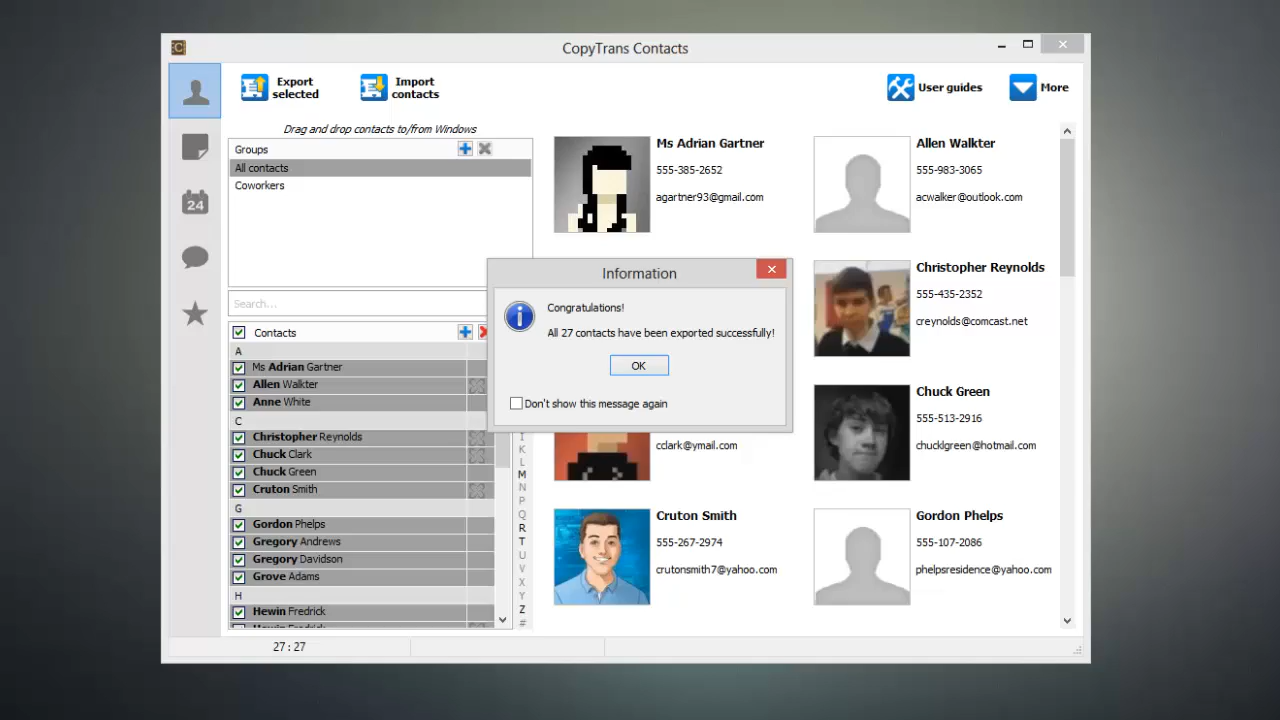 CopyTrans Contacts
Export
selected
Import
contacts
User guides
More
Drag and drop contacts to/from Windows
Groups
All contacts
Coworkers
24
Search...
Contacts
A
Ms Adrian Gartner
Allen Walkter
Anne White
C
Christopher Reynolds
Chuck Clark
Chuck Green
Cruton Smith
G
Gordon Phelps
Gregory Andrews
Gregory Davidson
Grove Adams
H
Hewin Fredrick
I
K
L
M
N
P
Q
R
T
U
V
X
Y
Z
#
27 : 27
Ms Adrian Gartner
555-385-2652
agartner93@gmail.com
Allen Walkter
555-983-3065
acwalker@outlook.com
Christopher Reynolds
555-435-2352
creynolds@comcast.net
cclark@ymail.com
Chuck Green
555-513-2916
chucklgreen@hotmail.com
Cruton Smith
555-267-2974
crutonsmith7@yahoo.com
Gordon Phelps
555-107-2086
phelpsresidence@yahoo.com
Information
Congratulations!
All 27 contacts have been exported successfully!
OK
Don't show this message again